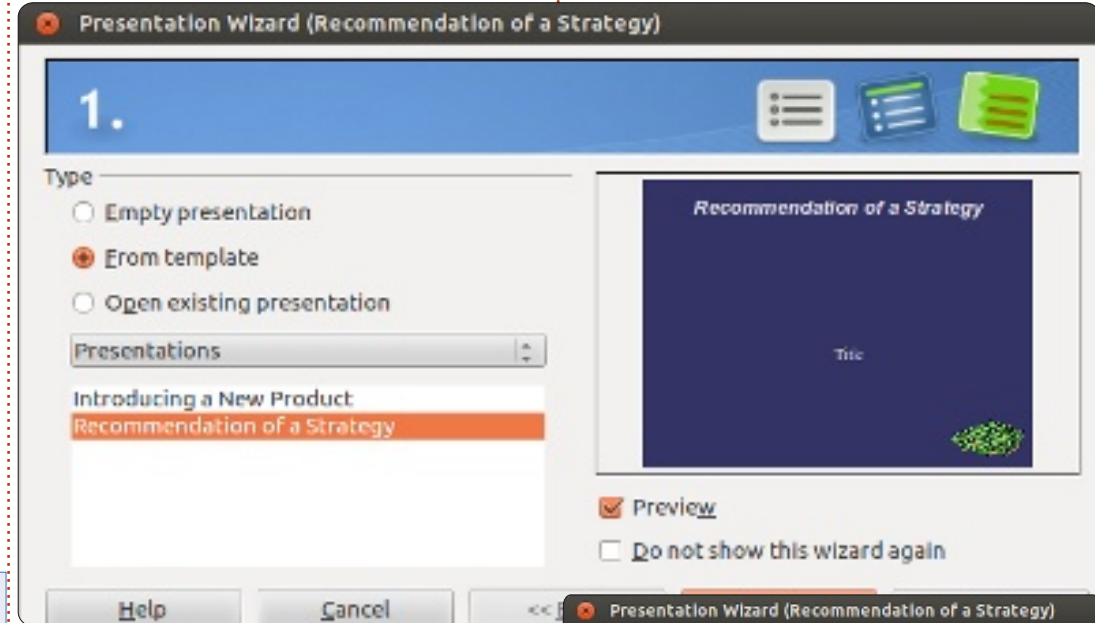 Presentation Wizard (Recommendation of a Strategy)
1.
Type
Empty presentation
From template
Open existing presentation
Presentations
Introducing a New Product
Recommendation of a Strategy
Recommendation of a Strategy
Title
Preview
Do not show this wizard again
Help
Cancel
<<
Presentation Wizard (Recommendation of a Strategy)